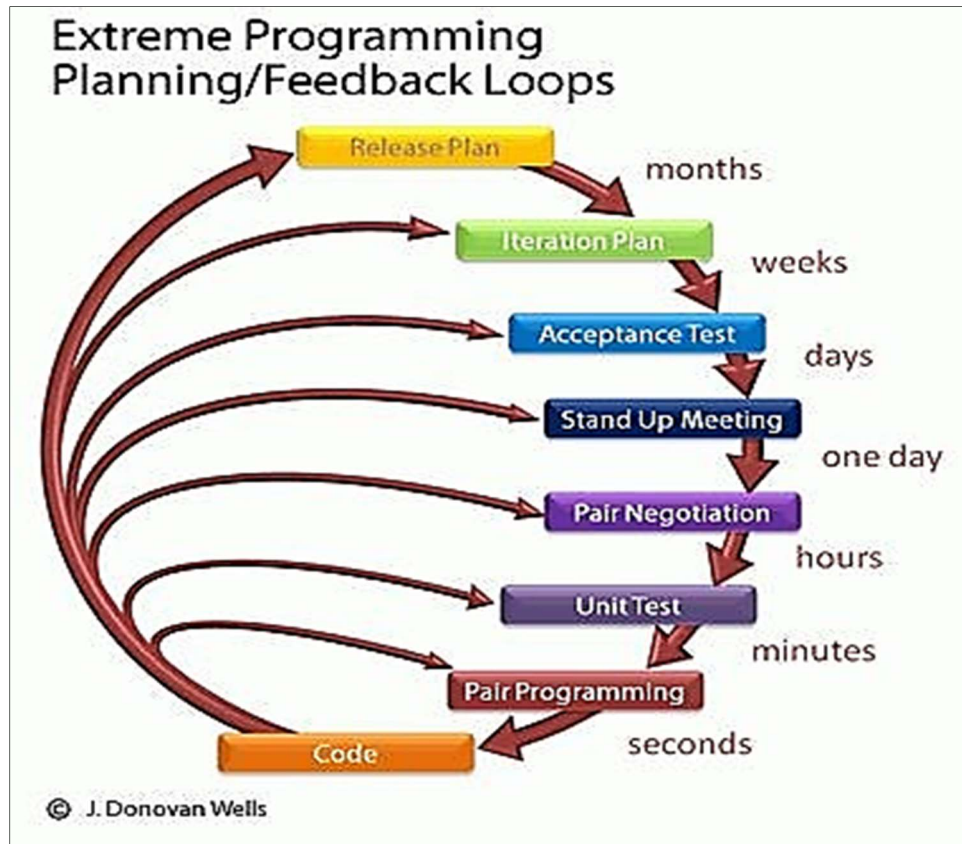 Extreme Programming
Planning/Feedback Loops
Release Plan
months
Iteration Plan
weeks
Acceptance Test
days
Stand Up Meeting
one day
Pair Negotiation
hours
Unit Test
minutes
Pair Programming
seconds
Code
© J. Donovan Wells